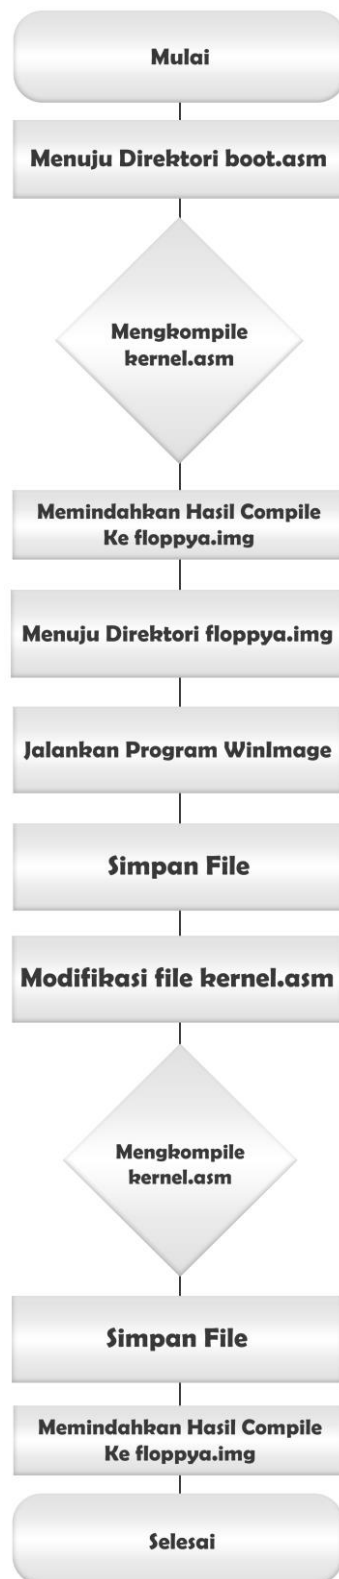 Mulai
Menuju Direktori boot.asm
Mengkompile
kernel.asm
Memindahkan Hasil Compile
Ke floppya.img
Menuju Direktori floppya.img
Jalankan Program WinImage
Simpan File
Modifikasi file kernel.asm
Mengkompile
kernel.asm
Simpan File
Memindahkan Hasil Compile
Ke floppya.img
Selesai